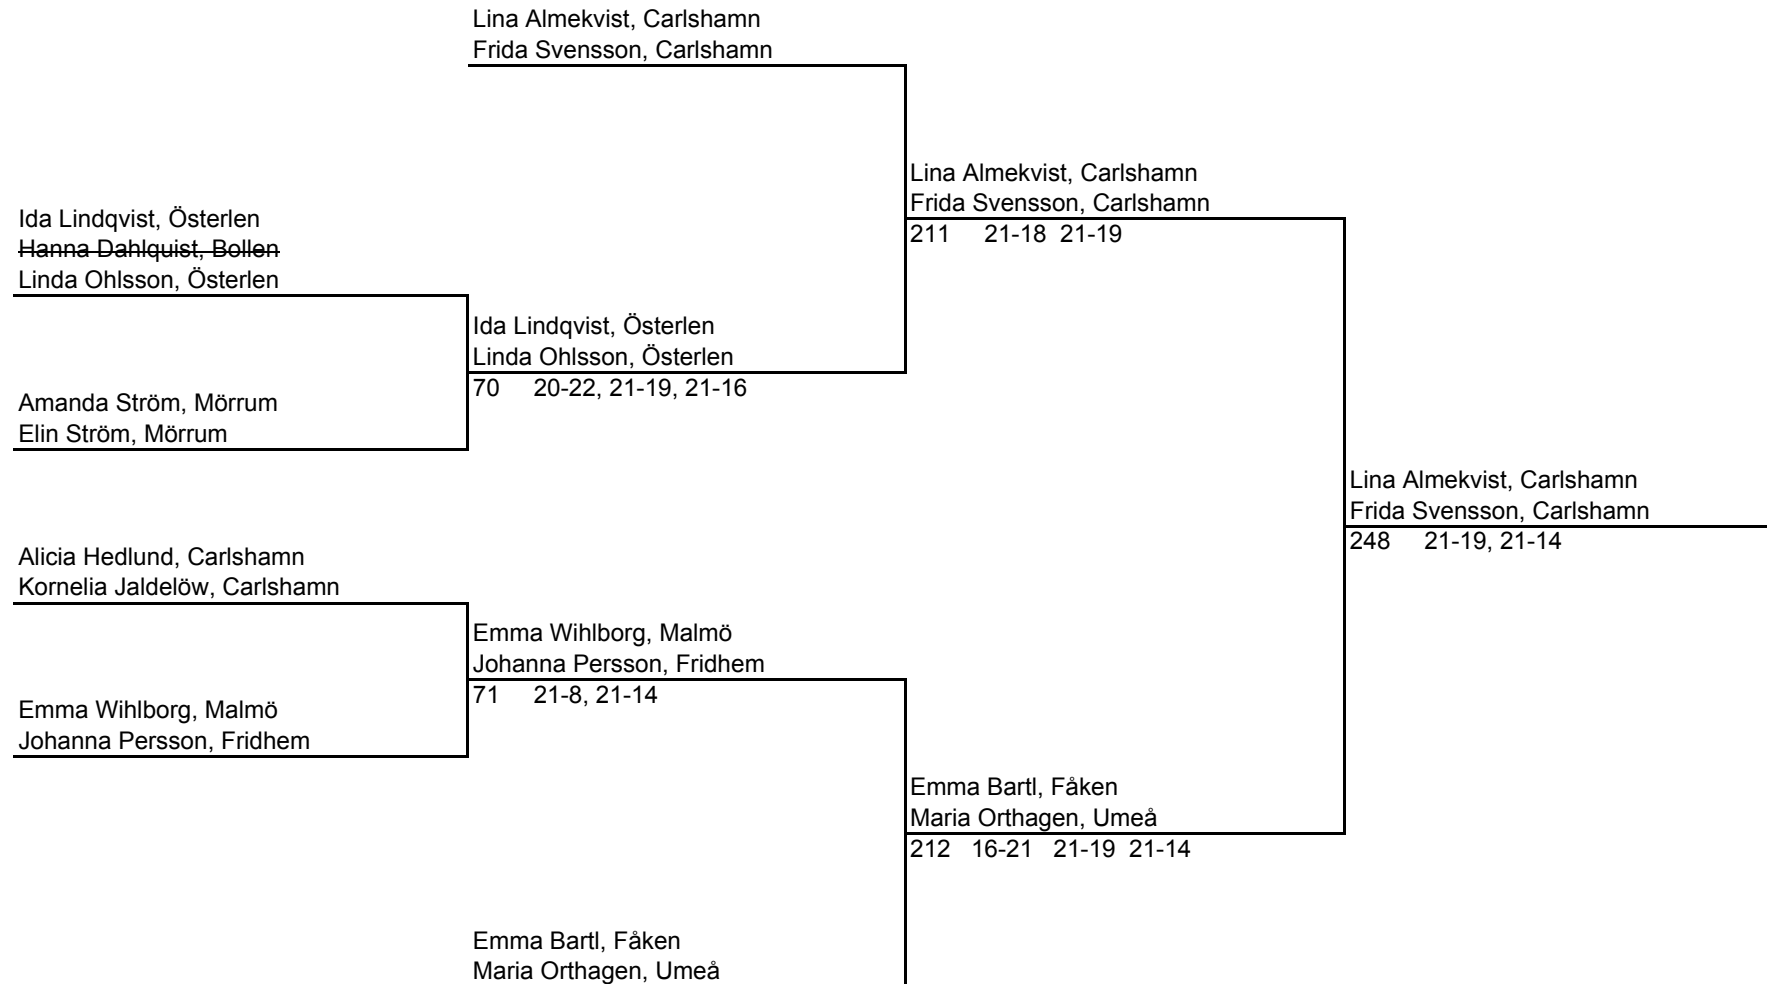 Lina Almekvist, Carlshamn
Frida Svensson, Carlshamn
Lina Almekvist, Carlshamn
Frida Svensson, Carlshamn
211 21-18 21-19
Ida Lindqvist, Österlen
Hanna Dahlquist, Bollen
Linda Ohlsson, Österlen
Ida Lindqvist, Österlen
Linda Ohlsson, Österlen
70 20-22, 21-19, 21-16
Amanda Ström, Mörrum
Elin Ström, Mörrum
Lina Almekvist, Carlshamn
Frida Svensson, Carlshamn
248 21-19, 21-14
Alicia Hedlund, Carlshamn
Kornelia Jaldelöw, Carlshamn
Emma Wihlborg, Malmö
Johanna Persson, Fridhem
71 21-8, 21-14
Emma Wihlborg, Malmö
Johanna Persson, Fridhem
Emma Bartl, Fåken
Maria Orthagen, Umeå
212 16-21 21-19 21-14
Emma Bartl, Fåken
Maria Orthagen, Umeå